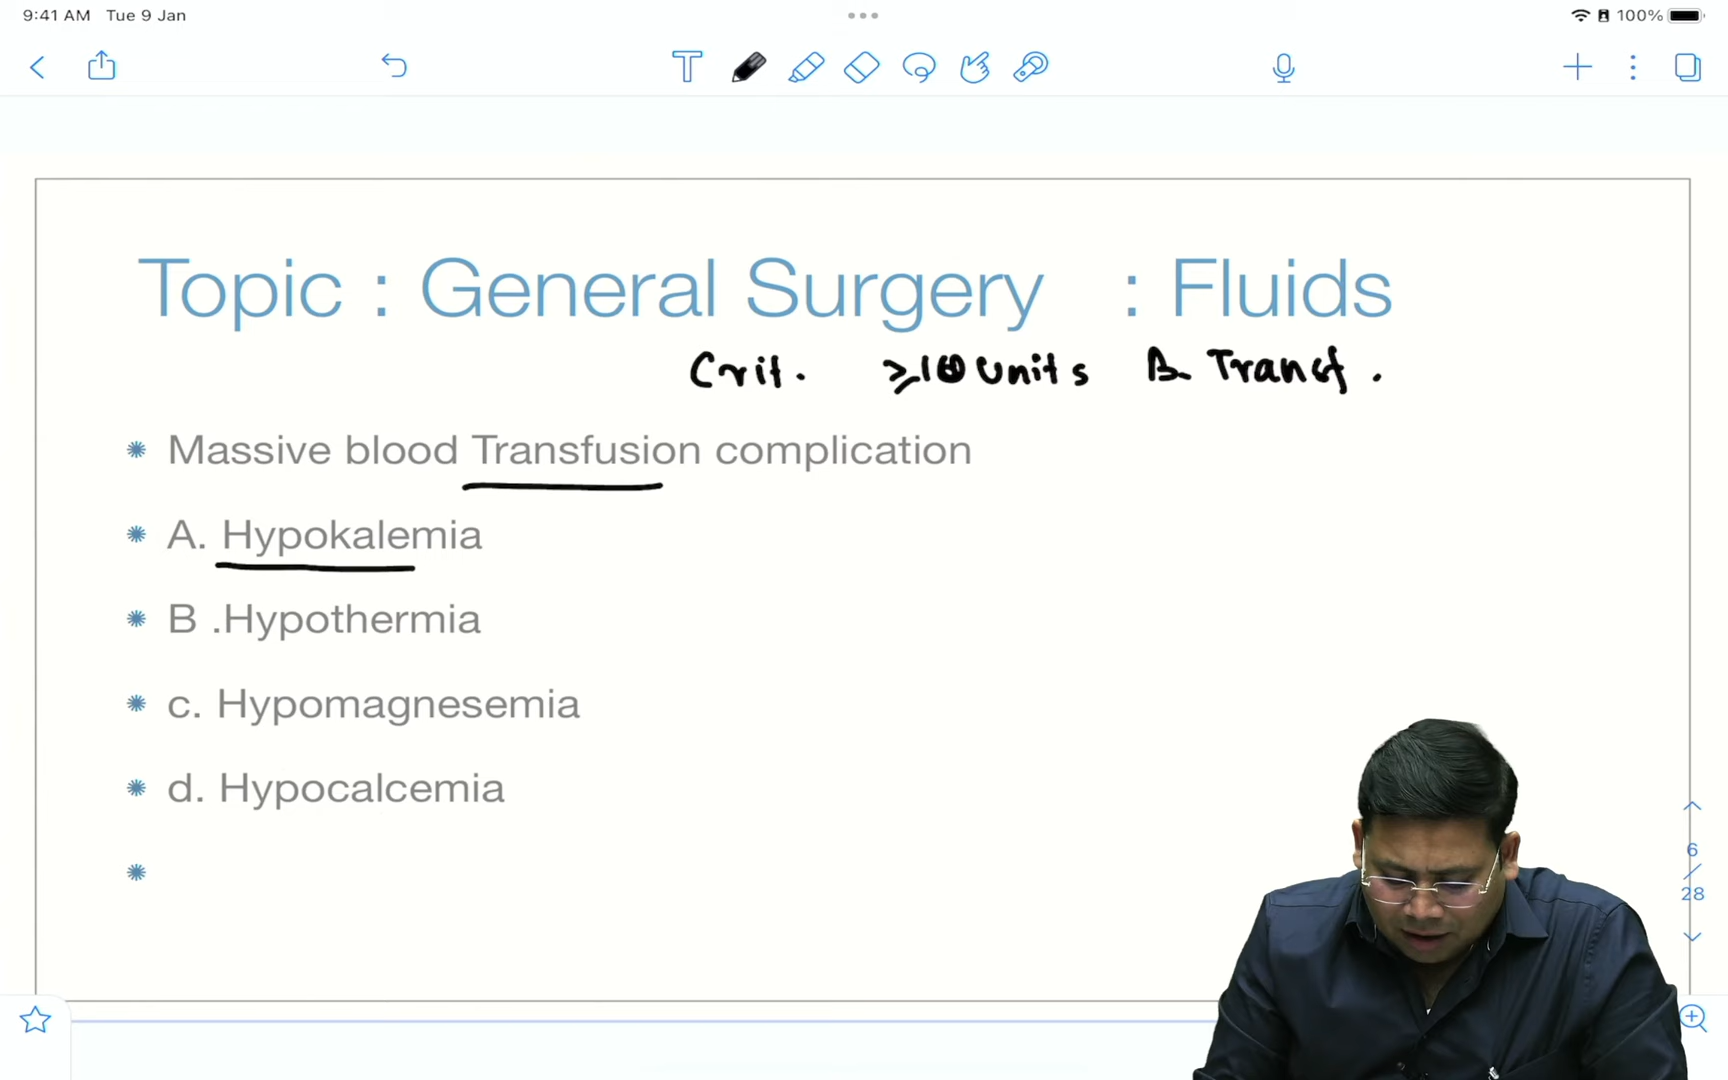 9:41 AM Tue 9 Jan
100%
T
Topic : General Surgery : Fluids
Crit. ≥10 Units B. Transf.
Massive blood Transfusion complication
A. Hypokalemia
B .Hypothermia
c. Hypomagnesemia
d. Hypocalcemia
6
/
28